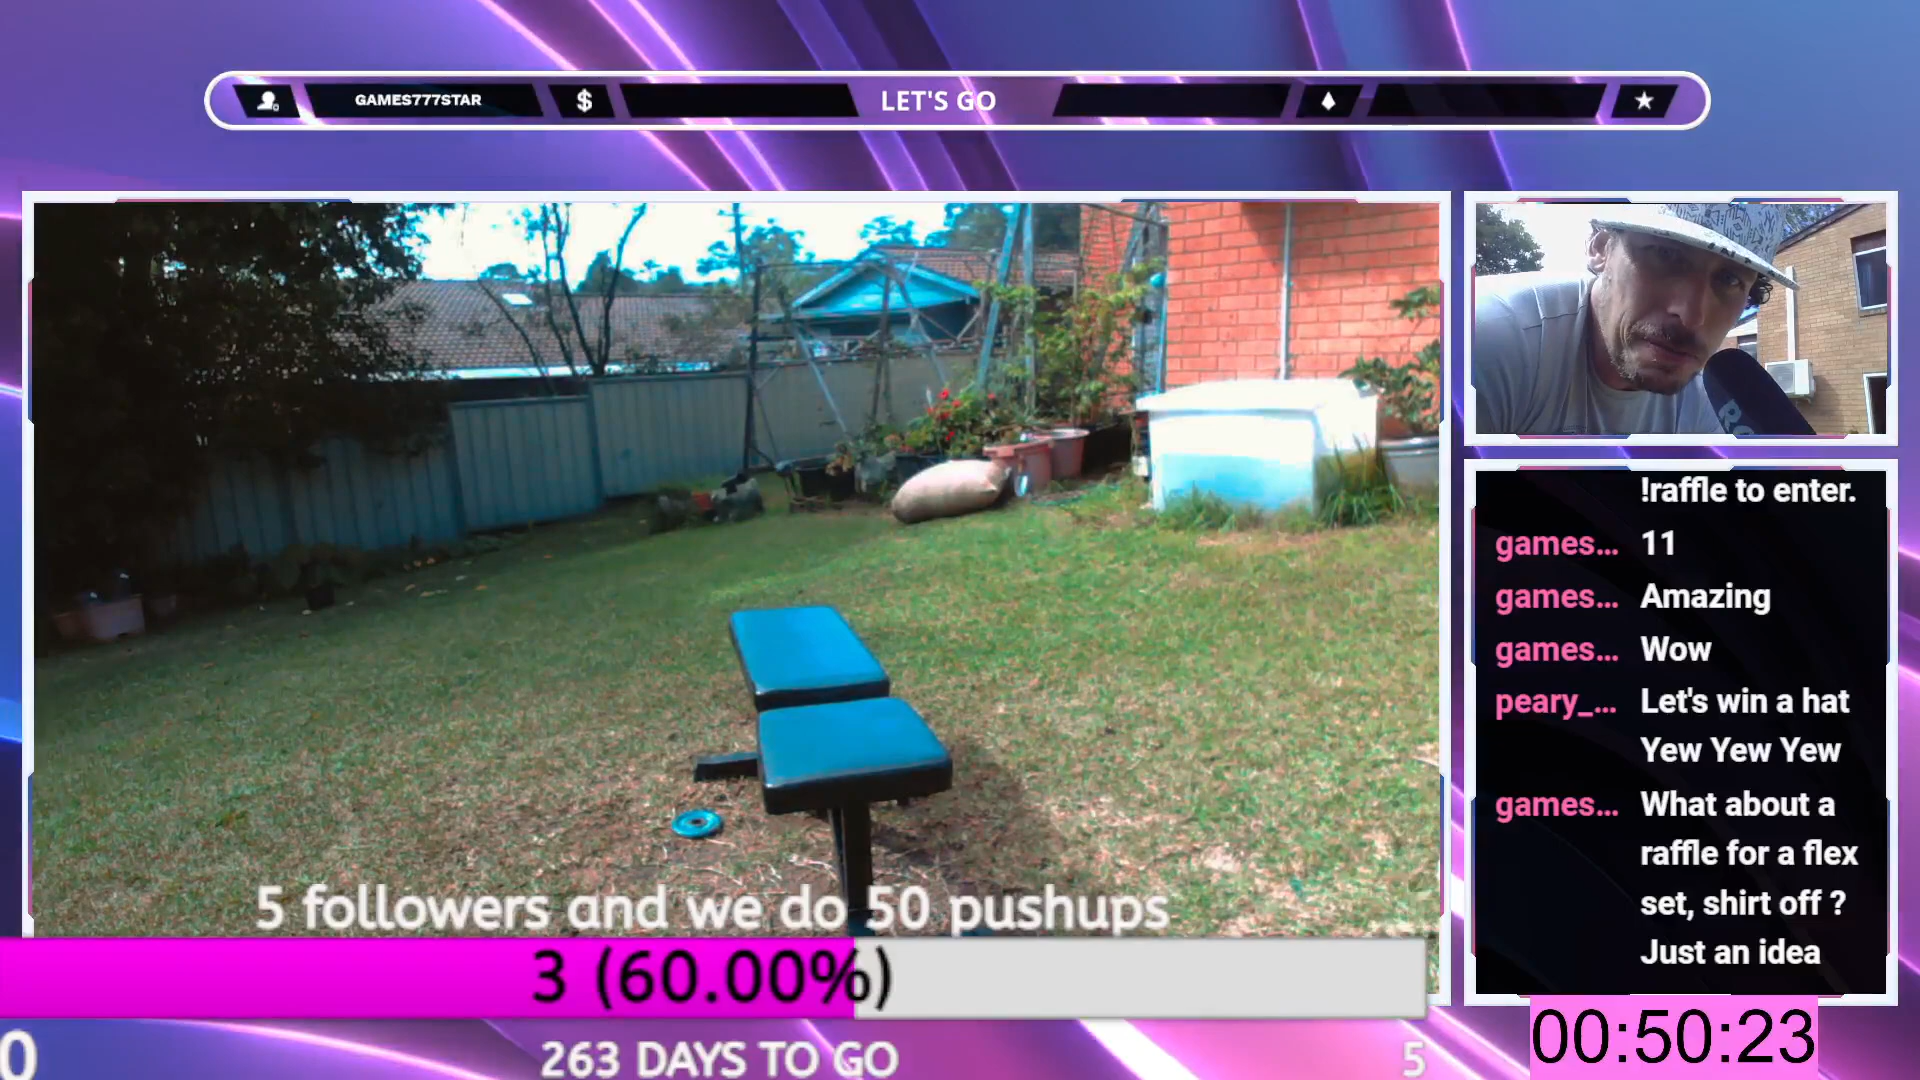 GAMES777STAR
$
LET'S GO
!raffle to enter.
games... 11
games... Amazing
games... Wow
peary_... Let's win a hat
Yew Yew Yew
games... What about a
raffle for a flex
set, shirt off ?
Just an idea
5 followers and we do 50 pushups
3 (60.00%)
0
263 DAYS TO GO
5
00:50:23